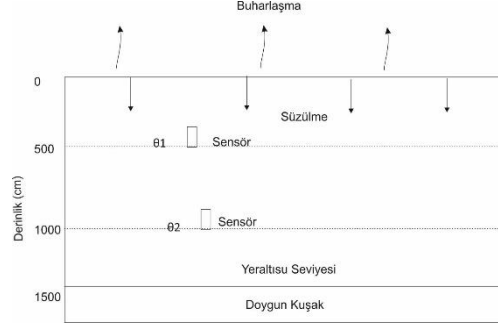 Buharlaşma
0
Süzülme
θ1
Sensör
500
Derinlik (cm)
θ2
Sensör
1000
Yeraltısu Seviyesi
1500
Doygun Kuşak